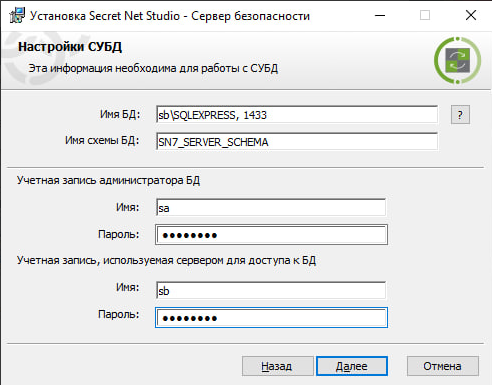 Установка Secret Net Studio - Сервер безопасности
Настройки СУБД
Эта информация необходима для работы с СУБД
Имя БД: sb\SQLEXPRESS, 1433 ?
Имя схемы БД: SN7_SERVER_SCHEMA
Учетная запись администратора БД
Имя: sa
Пароль: ●●●●●●●●
Учетная запись, используемая сервером для доступа к БД
Имя: sb
Пароль: ●●●●●●●●
Назад Далее Отмена